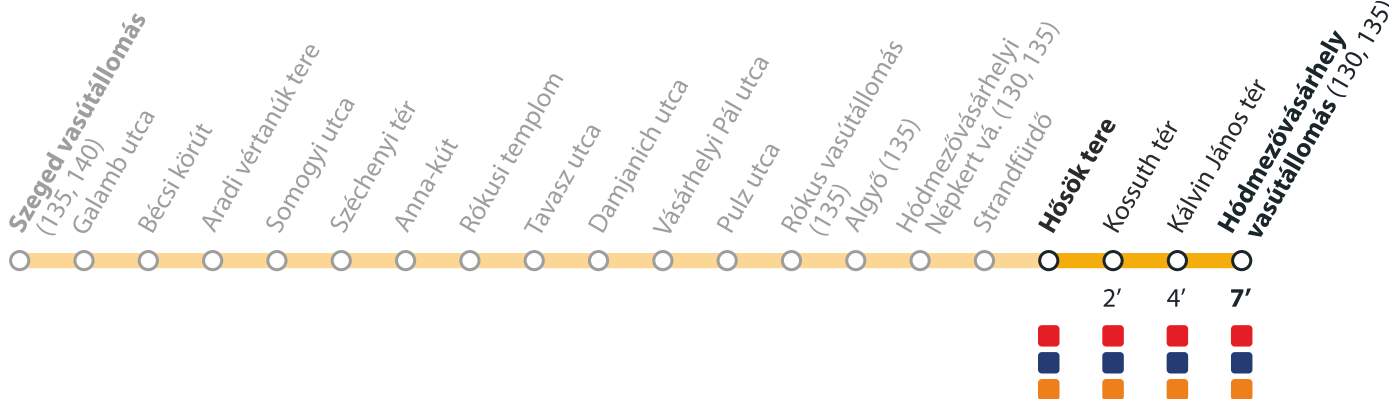 Szeged vasútállomás
(135, 140)
Galamb utca
Bécsi körút
Aradi vértanúk tere
Somogyi utca
Széchenyi tér
Anna-kút
Rókusi templom
Tavasz utca
Damjanich utca
Vásárhelyi Pál utca
Pulz utca
Rókus vasútállomás
(135)
Algyő (135)
Hódmezővásárhelyi
Népkert vá. (130, 135)
Strandfürdő
Hősök tere
Kossuth tér
Kálvin János tér
Hódmezővásárhely
vasútállomás (130, 135)
2’
4’
7’